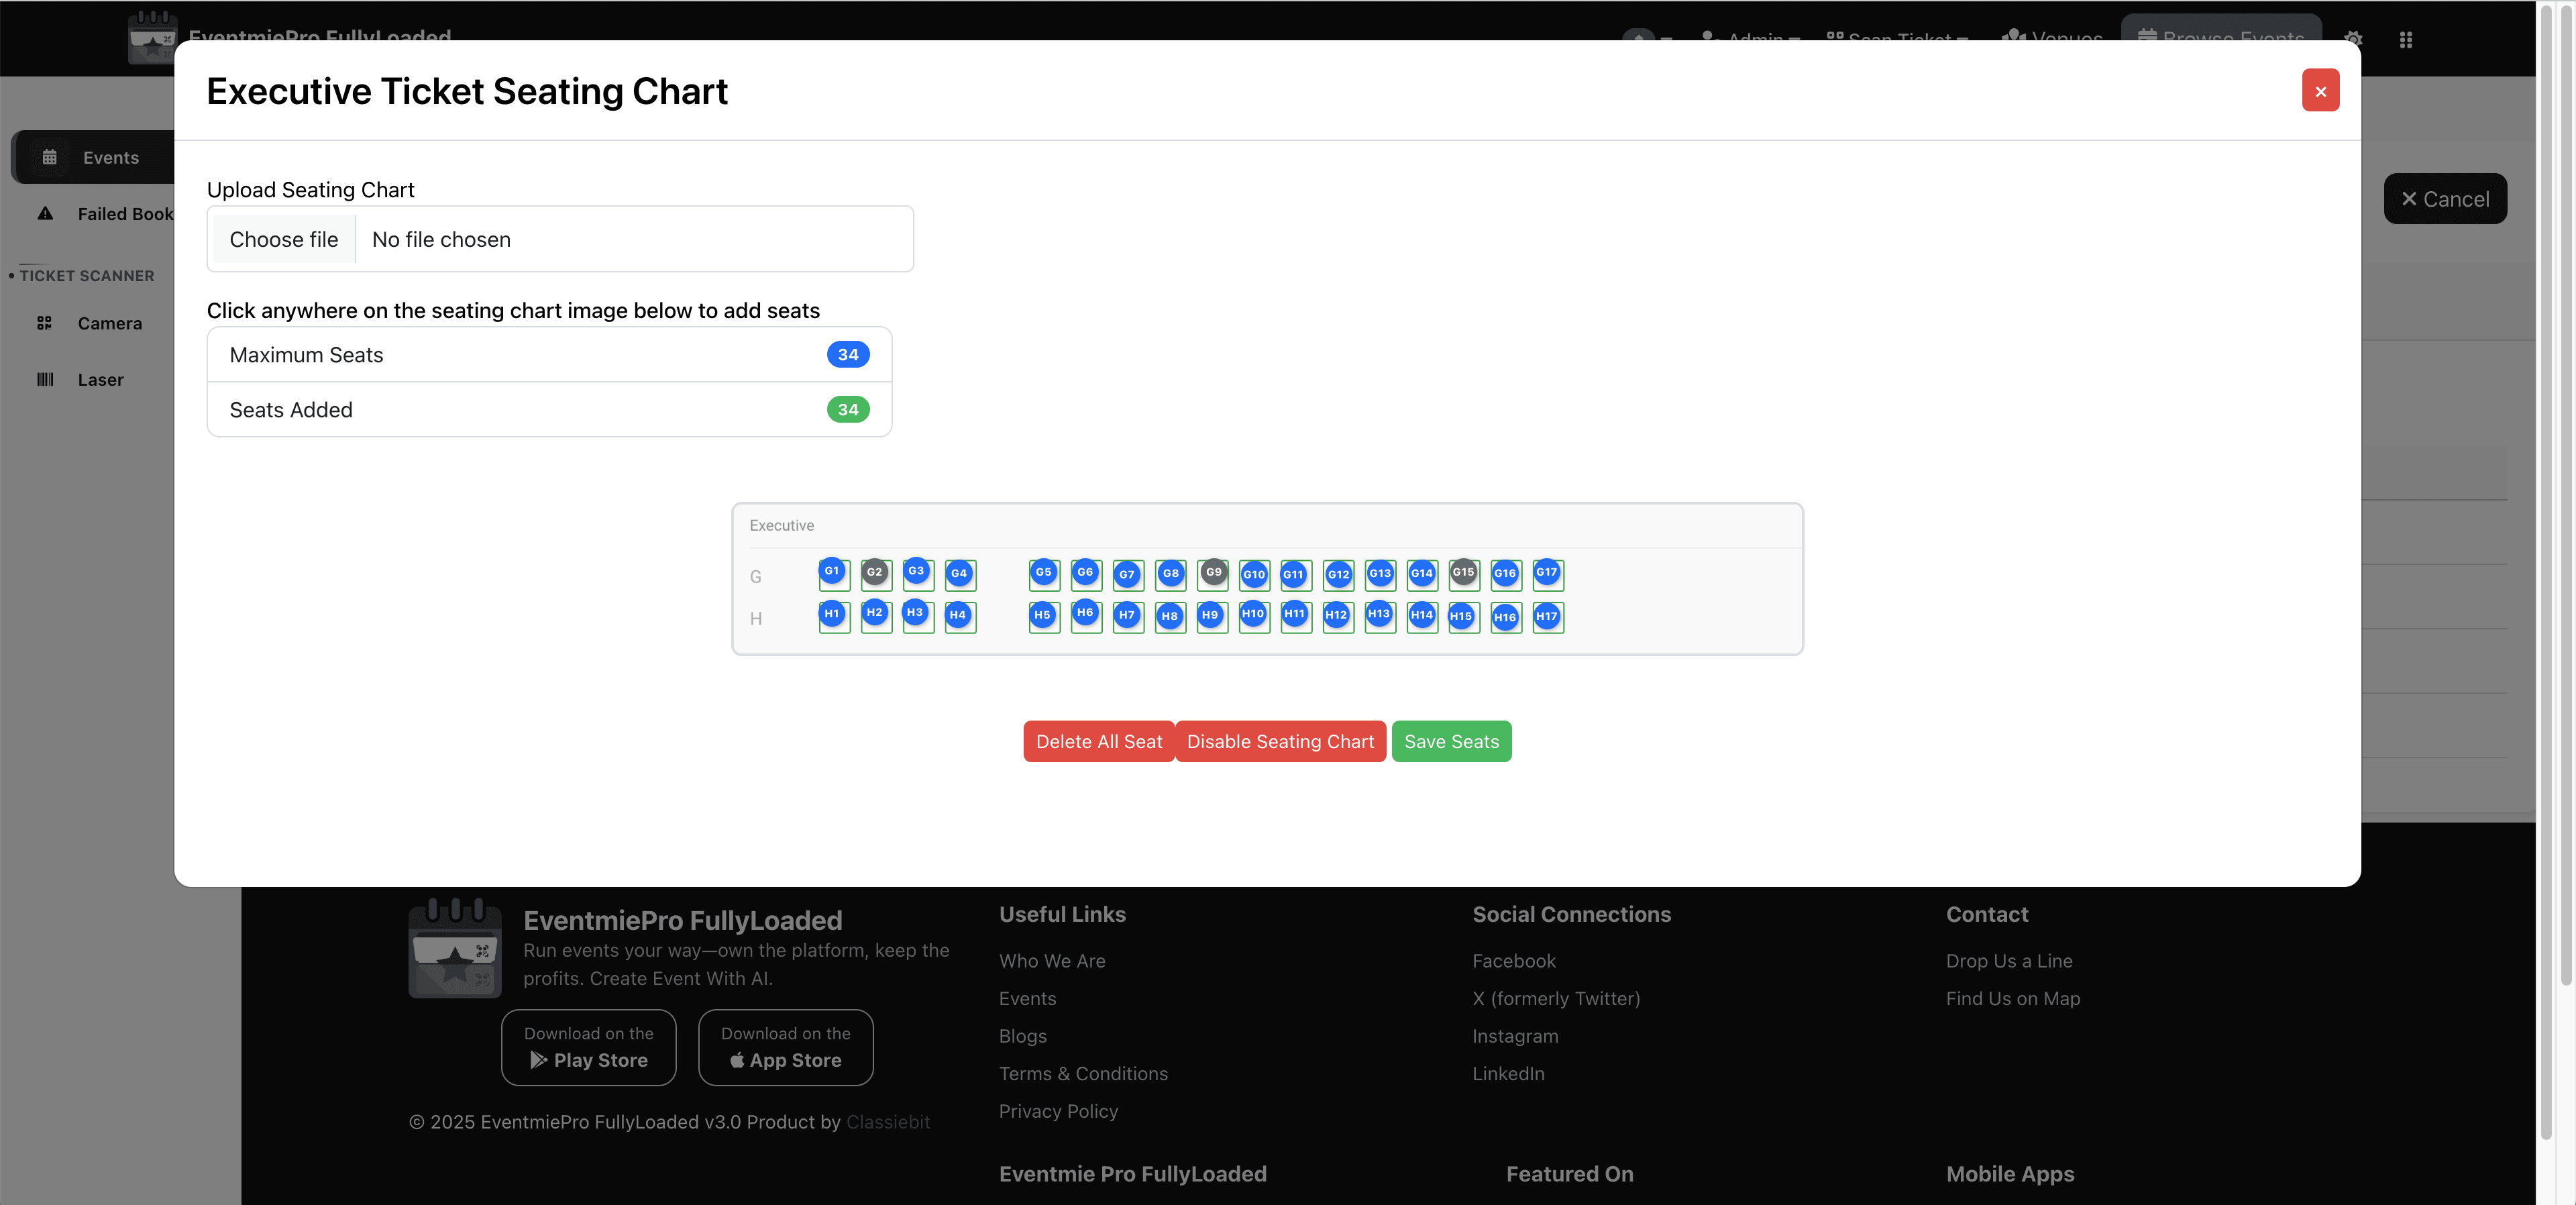 EventmiePro FullyLoaded
Admin
Scan Ticket
Venues
Browse Events
Executive Ticket Seating Chart
Events
Failed Book
Cancel
Upload Seating Chart
Choose file
No file chosen
• TICKET SCANNER
Click anywhere on the seating chart image below to add seats
Camera
Maximum Seats 34
Laser
Seats Added 34
Executive
G G1 G2 G3 G4 G5 G6 G7 G8 G9 G10 G11 G12 G13 G14 G15 G16 G17
H H1 H2 H3 H4 H5 H6 H7 H8 H9 H10 H11 H12 H13 H14 H15 H16 H17
Delete All Seat
Disable Seating Chart
Save Seats
EventmiePro FullyLoaded
Run events your way—own the platform, keep the
profits. Create Event With AI.
Download on the
Play Store
Download on the
App Store
© 2025 EventmiePro FullyLoaded v3.0 Product by Classiebit
Useful Links
Who We Are
Events
Blogs
Terms & Conditions
Privacy Policy
Social Connections
Facebook
X (formerly Twitter)
Instagram
LinkedIn
Contact
Drop Us a Line
Find Us on Map
Eventmie Pro FullyLoaded
Featured On
Mobile Apps